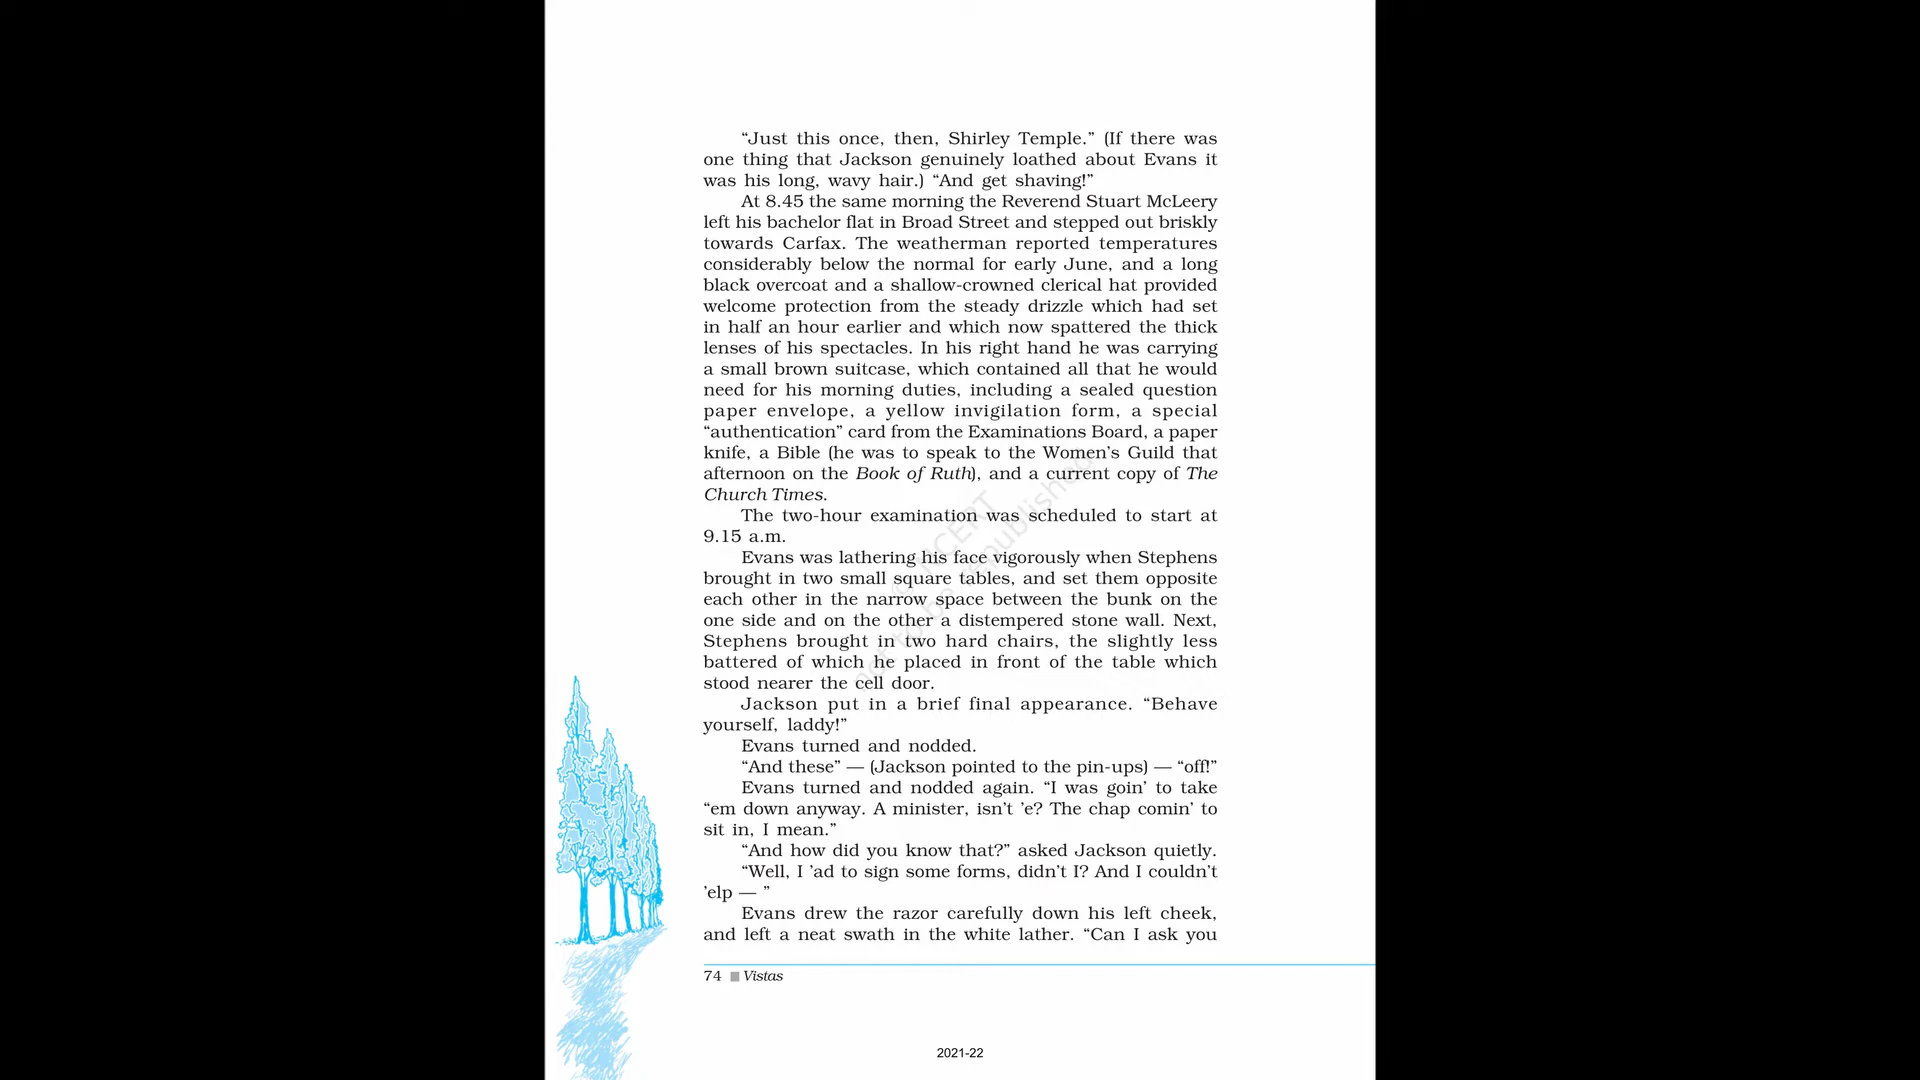 “Just this once, then, Shirley Temple.” (If there was
one thing that Jackson genuinely loathed about Evans it
was his long, wavy hair.) “And get shaving!”
At 8.45 the same morning the Reverend Stuart McLeery
left his bachelor flat in Broad Street and stepped out briskly
towards Carfax. The weatherman reported temperatures
considerably below the normal for early June, and a long
black overcoat and a shallow-crowned clerical hat provided
welcome protection from the steady drizzle which had set
in half an hour earlier and which now spattered the thick
lenses of his spectacles. In his right hand he was carrying
a small brown suitcase, which contained all that he would
need for his morning duties, including a sealed question
paper envelope, a yellow invigilation form, a special
“authentication” card from the Examinations Board, a paper
knife, a Bible (he was to speak to the Women’s Guild that
afternoon on the Book of Ruth), and a current copy of The
Church Times.
The two-hour examination was scheduled to start at
9.15 a.m.
Evans was lathering his face vigorously when Stephens
brought in two small square tables, and set them opposite
each other in the narrow space between the bunk on the
one side and on the other a distempered stone wall. Next,
Stephens brought in two hard chairs, the slightly less
battered of which he placed in front of the table which
stood nearer the cell door.
Jackson put in a brief final appearance. “Behave
yourself, laddy!”
Evans turned and nodded.
“And these” — (Jackson pointed to the pin-ups) — “off!”
Evans turned and nodded again. “I was goin’ to take
“em down anyway. A minister, isn’t ’e? The chap comin’ to
sit in, I mean.”
“And how did you know that?” asked Jackson quietly.
“Well, I ’ad to sign some forms, didn’t I? And I couldn’t
’elp — ”
Evans drew the razor carefully down his left cheek,
and left a neat swath in the white lather. “Can I ask you
74 ■ Vistas
2021-22
© NCERT
not to be republished